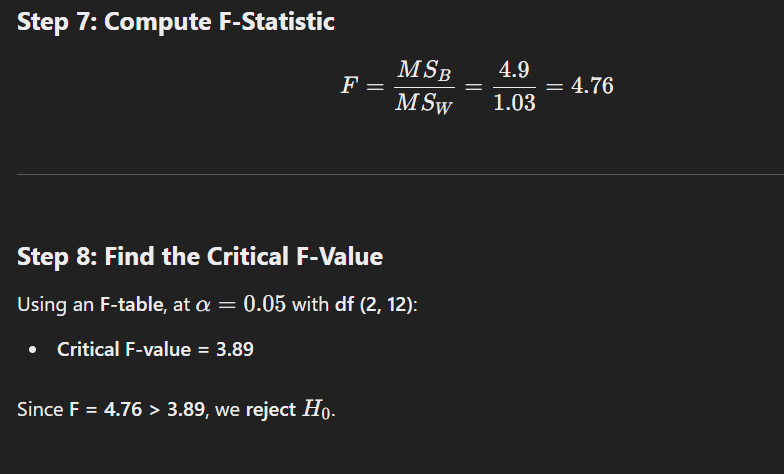 Step 7: Compute F-Statistic
F = MS_B / MS_W = 4.9 / 1.03 = 4.76
Step 8: Find the Critical F-Value
Using an F-table, at α = 0.05 with df (2, 12):
• Critical F-value = 3.89
Since F = 4.76 > 3.89, we reject H₀.